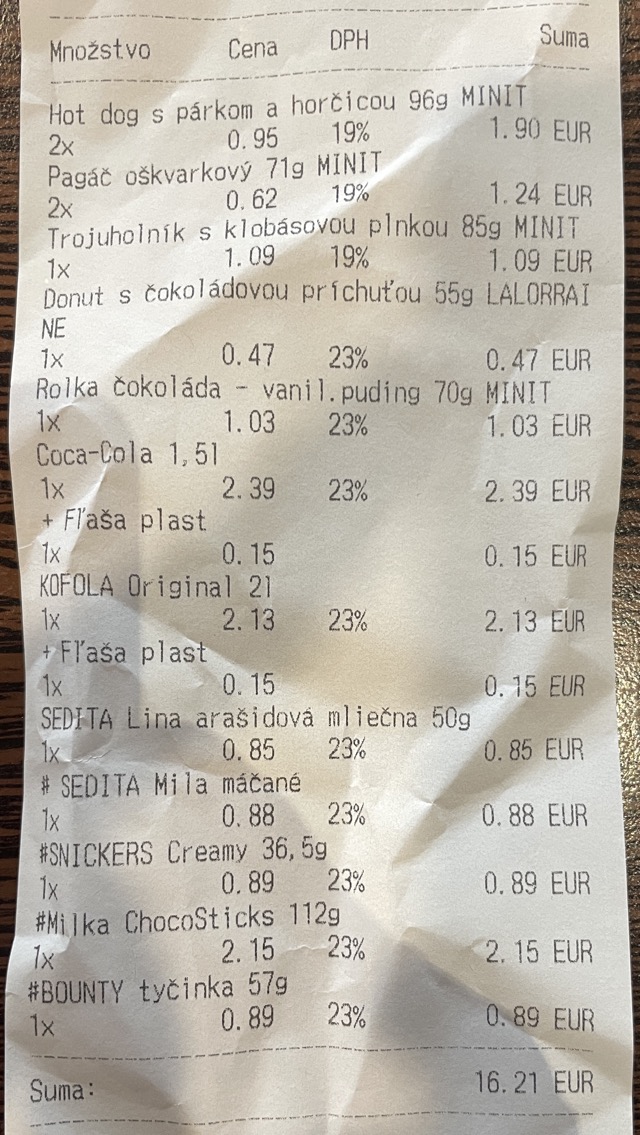 Množstvo Cena DPH Suma
Hot dog s párkom a horčicou 96g MINIT
2x 0.95 19% 1.90 EUR
Pagáč oškvarkový 71g MINIT
2x 0.62 19% 1.24 EUR
Trojuholník s klobásovou plnkou 85g MINIT
1x 1.09 19% 1.09 EUR
Donut s čokoládovou príchuťou 55g LALORRAI
NE
1x 0.47 23% 0.47 EUR
Rolka čokoláda - vanil.puding 70g MINIT
1x 1.03 23% 1.03 EUR
Coca-Cola 1,5l
1x 2.39 23% 2.39 EUR
+ Fľaša plast
1x 0.15 0.15 EUR
KOFOLA Original 2l
1x 2.13 23% 2.13 EUR
+ Fľaša plast
1x 0.15 0.15 EUR
SEDITA Lina arašidová mliečna 50g
1x 0.85 23% 0.85 EUR
# SEDITA Mila máčané
1x 0.88 23% 0.88 EUR
#SNICKERS Creamy 36,5g
1x 0.89 23% 0.89 EUR
#Milka ChocoSticks 112g
1x 2.15 23% 2.15 EUR
#BOUNTY tyčinka 57g
1x 0.89 23% 0.89 EUR
Suma: 16.21 EUR